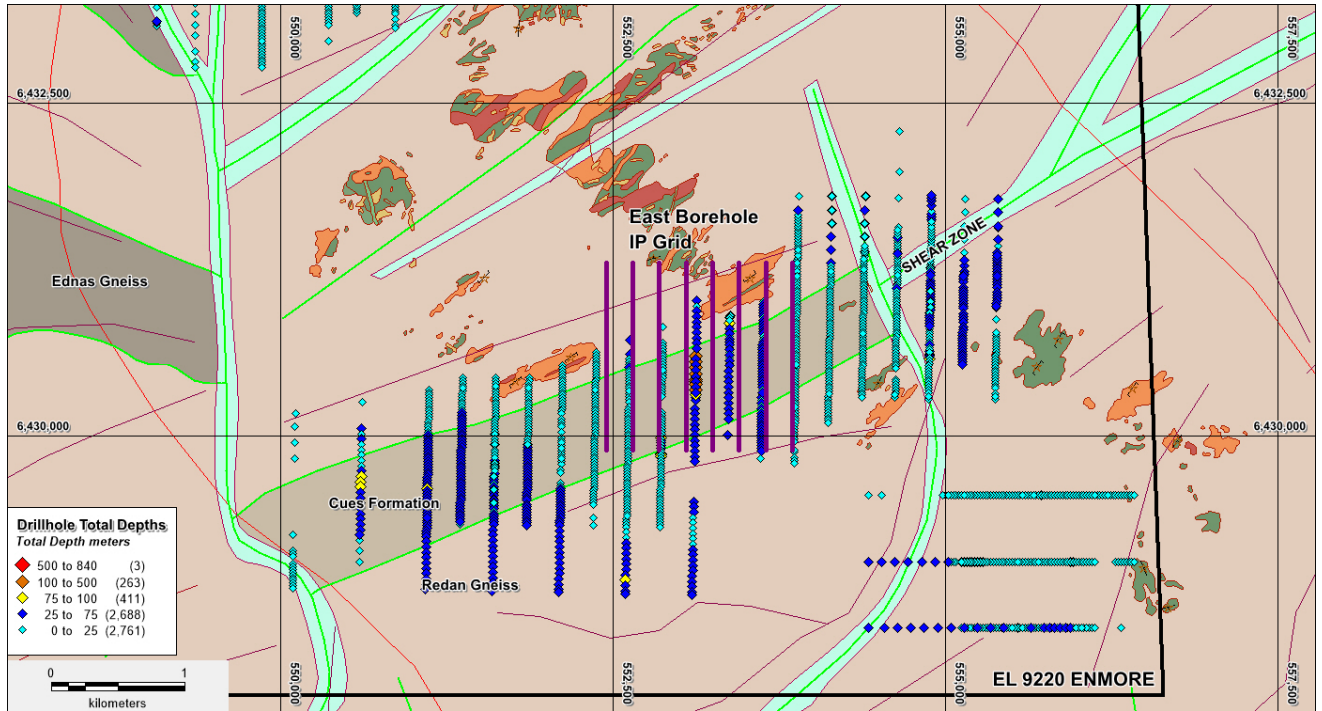 550,000
552,500
555,000
557,500
6,432,500
6,432,500
East Borehole
IP Grid
SHEAR ZONE
Ednas Gneiss
6,430,000
6,430,000
Cues Formation
Redan Gneiss
Drillhole Total Depths
Total Depth meters
500 to 840 (3)
100 to 500 (263)
75 to 100 (411)
25 to 75 (2,688)
0 to 25 (2,761)
0 1
kilometers
550,000
552,500
555,000
557,500
EL 9220 ENMORE